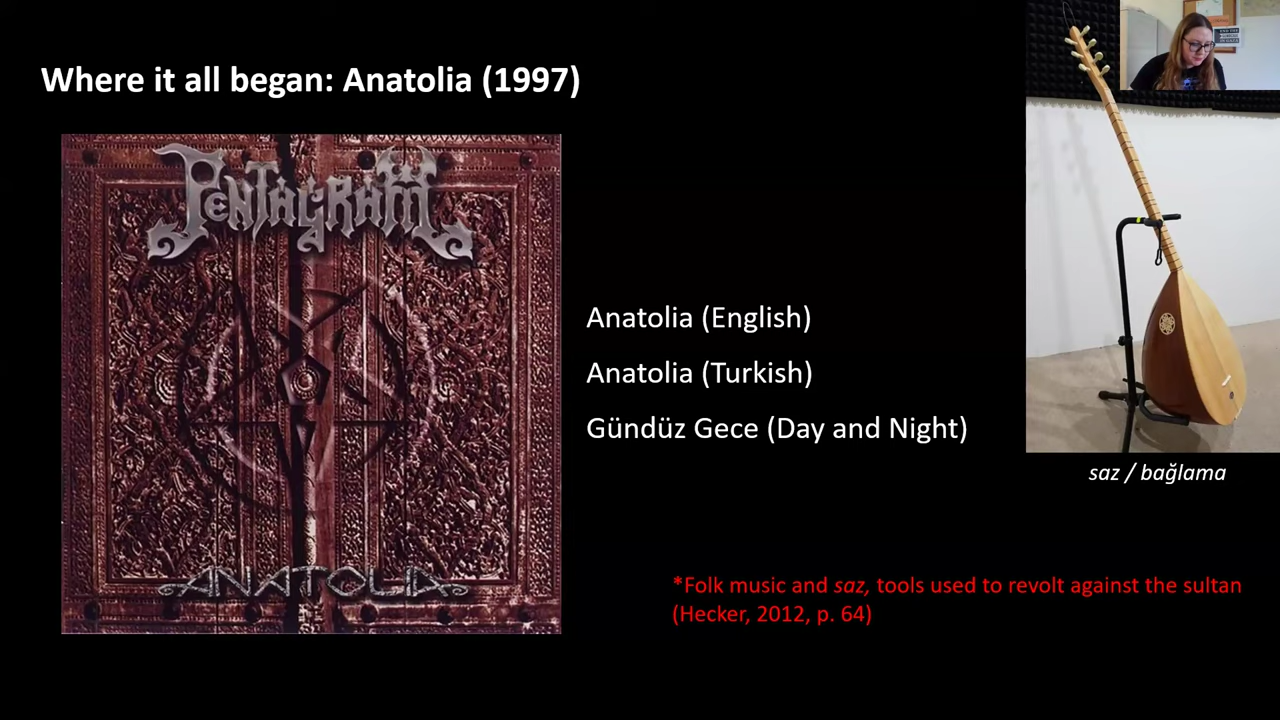 Where it all began: Anatolia (1997)
PENTAGRAM
ANATOLIA
Anatolia (English)
Anatolia (Turkish)
Gündüz Gece (Day and Night)
saz / bağlama
*Folk music and saz, tools used to revolt against the sultan
(Hecker, 2012, p. 64)